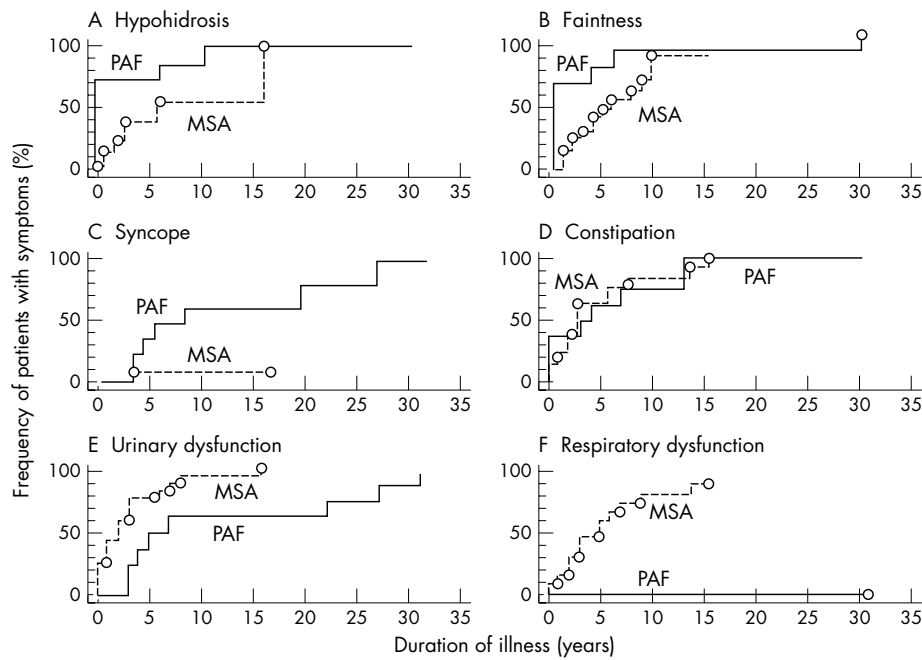 A Hypohidrosis
100
50
0
PAF
MSA
0 5 10 15 20 25 30 35
B Faintness
100
50
0
PAF
MSA
0 5 10 15 20 25 30 35
C Syncope
100
50
0
PAF
MSA
0 5 10 15 20 25 30 35
D Constipation
100
50
0
MSA
PAF
0 5 10 15 20 25 30 35
E Urinary dysfunction
100
50
0
MSA
PAF
0 5 10 15 20 25 30 35
F Respiratory dysfunction
100
50
0
MSA
PAF
0 5 10 15 20 25 30 35
Frequency of patients with symptoms (%)
Duration of illness (years)